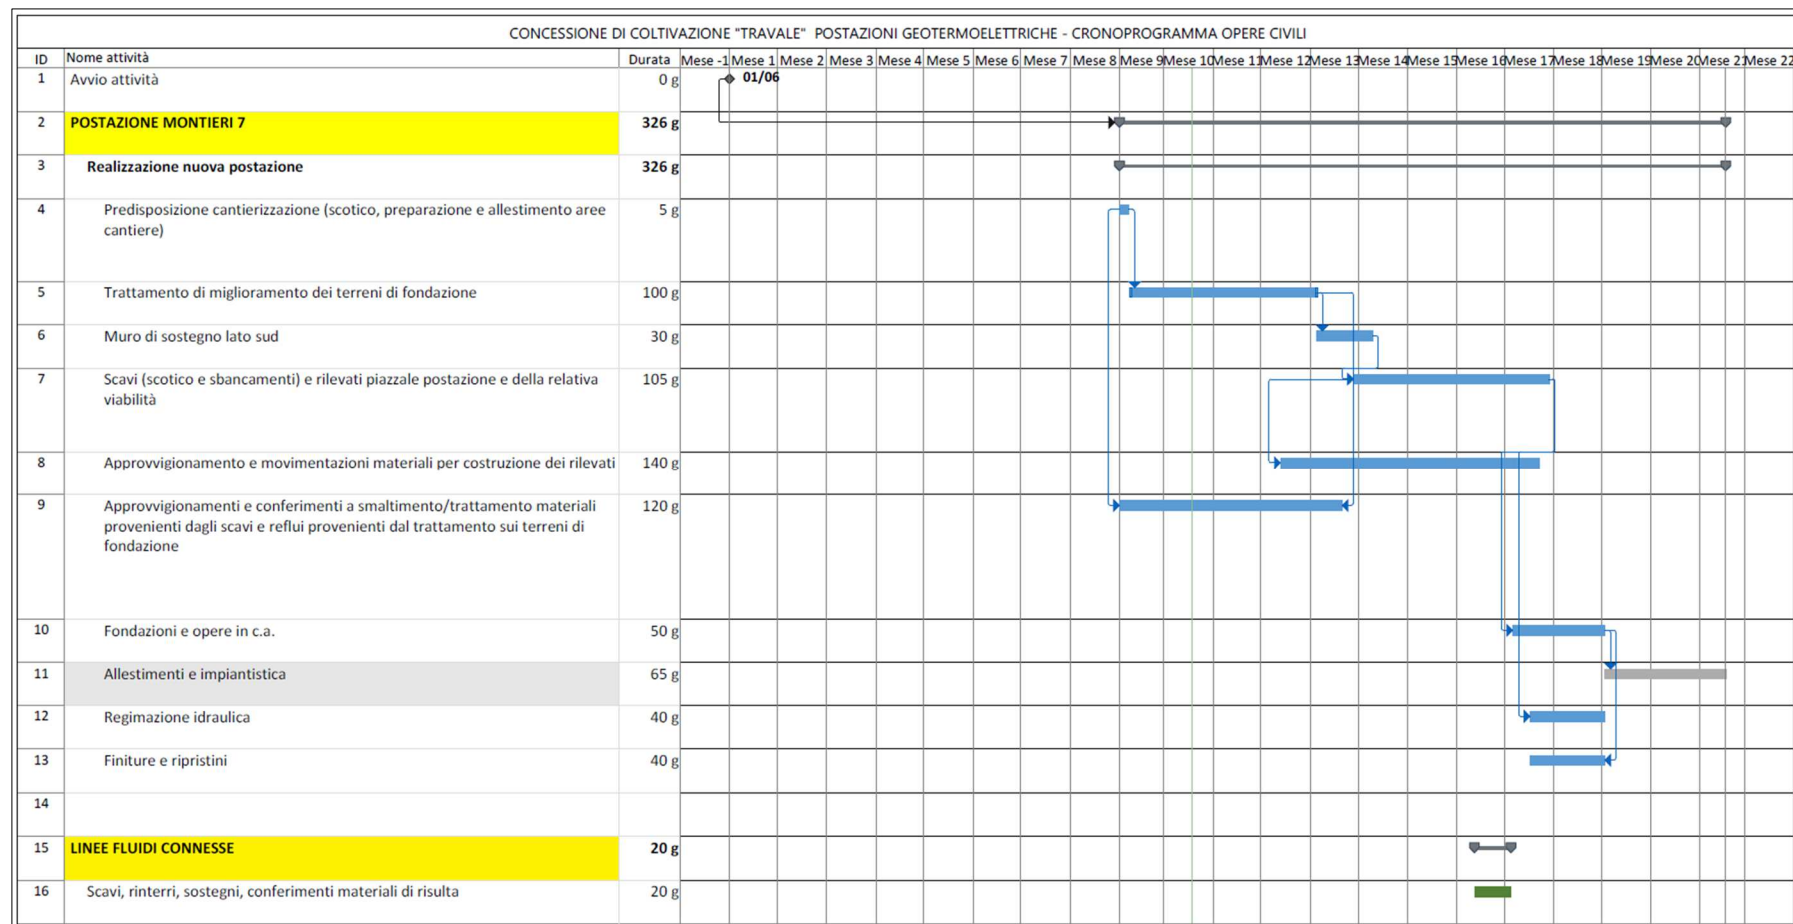 CONCESSIONE DI COLTIVAZIONE "TRAVALE" POSTAZIONI GEOTERMOELETTRICHE - CRONOPROGRAMMA OPERE CIVILI
ID Nome attività Durata Mese -1 Mese 1 Mese 2 Mese 3 Mese 4 Mese 5 Mese 6 Mese 7 Mese 8 Mese 9 Mese 10 Mese 11 Mese 12 Mese 13 Mese 14 Mese 15 Mese 16 Mese 17 Mese 18 Mese 19 Mese 20 Mese 21 Mese 22
1 Avvio attività 0 g 01/06
2 POSTAZIONE MONTIERI 7 326 g
3 Realizzazione nuova postazione 326 g
4 Predisposizione cantierizzazione (scotico, preparazione e allestimento aree 5 g
cantiere)
5 Trattamento di miglioramento dei terreni di fondazione 100 g
6 Muro di sostegno lato sud 30 g
7 Scavi (scotico e sbancamenti) e rilevati piazzale postazione e della relativa 105 g
viabilità
8 Approvvigionamento e movimentazioni materiali per costruzione dei rilevati 140 g
9 Approvvigionamenti e conferimenti a smaltimento/trattamento materiali 120 g
provenienti dagli scavi e reflui provenienti dal trattamento sui terreni di
fondazione
10 Fondazioni e opere in c.a. 50 g
11 Allestimenti e impiantistica 65 g
12 Regimazione idraulica 40 g
13 Finiture e ripristini 40 g
14
15 LINEE FLUIDI CONNESSE 20 g
16 Scavi, rinterri, sostegni, conferimenti materiali di risulta 20 g